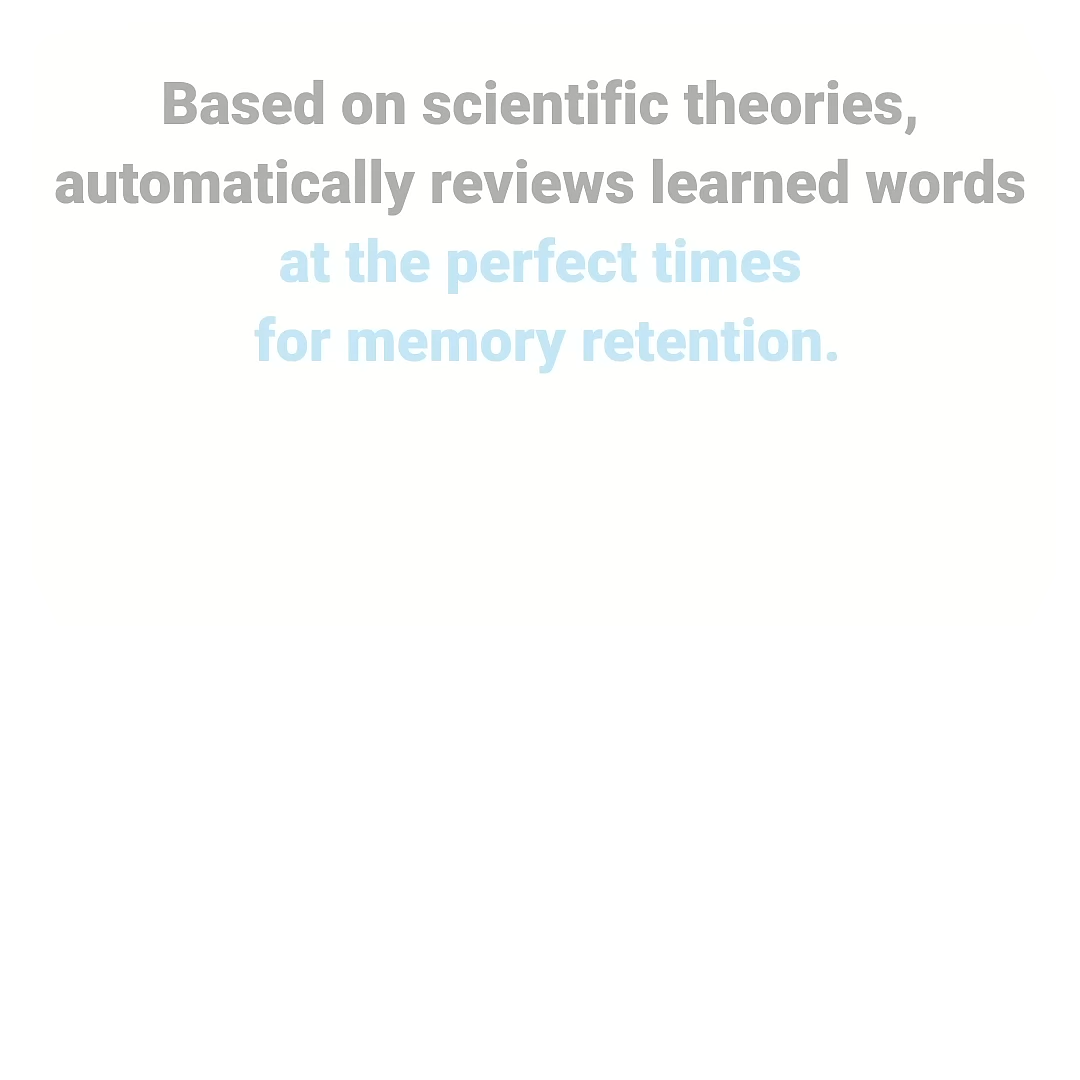 Based on scientific theories,
automatically reviews learned words
at the perfect times
for memory retention.